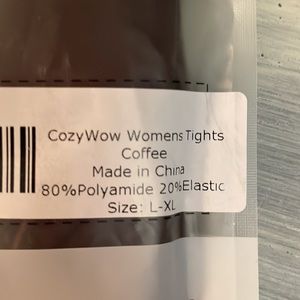 CozyWow Womens Tights
Coffee
Made in China
80%Polyamide 20%Elastic
Size: L-XL